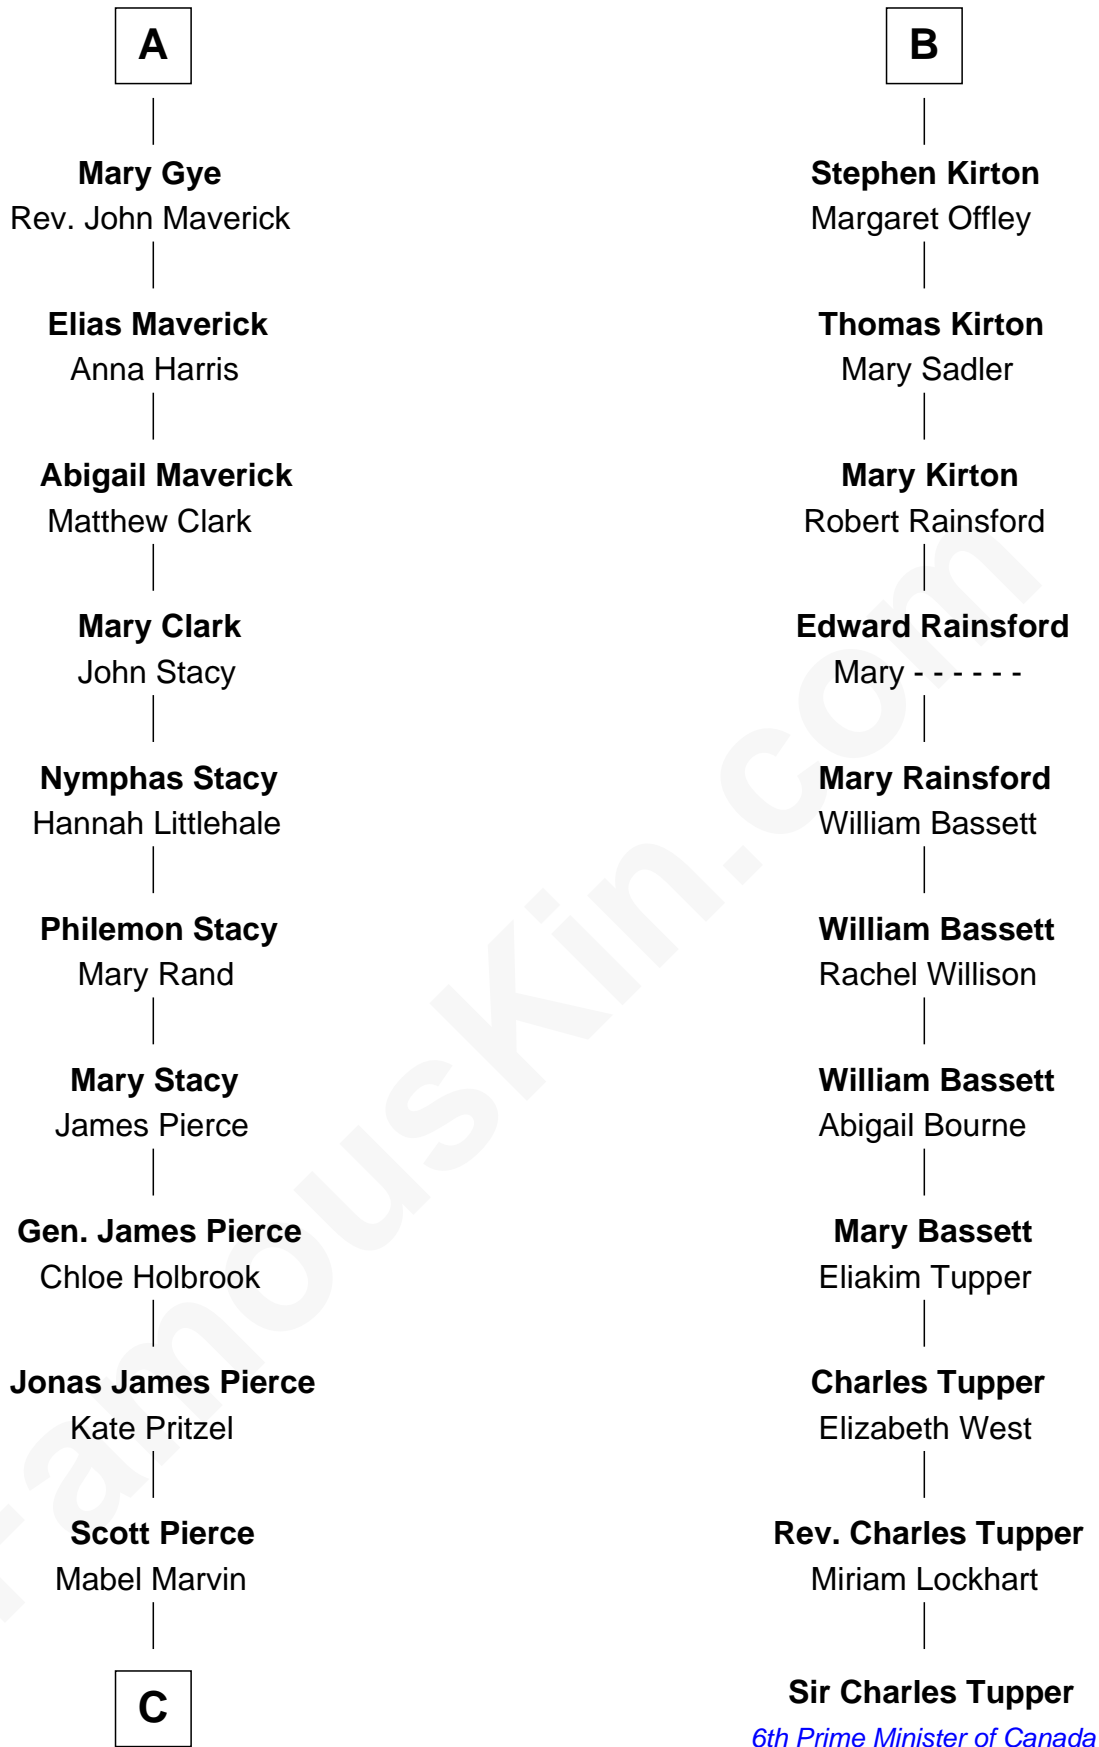 A
Mary Gye
Rev. John Maverick
Elias Maverick
Anna Harris
Abigail Maverick
Matthew Clark
Mary Clark
John Stacy
Nymphas Stacy
Hannah Littlehale
Philemon Stacy
Mary Rand
Mary Stacy
James Pierce
Gen. James Pierce
Chloe Holbrook
Jonas James Pierce
Kate Pritzel
Scott Pierce
Mabel Marvin
C
B
Stephen Kirton
Margaret Offley
Thomas Kirton
Mary Sadler
Mary Kirton
Robert Rainsford
Edward Rainsford
Mary - - - - - -
Mary Rainsford
William Bassett
William Bassett
Rachel Willison
William Bassett
Abigail Bourne
Mary Bassett
Eliakim Tupper
Charles Tupper
Elizabeth West
Rev. Charles Tupper
Miriam Lockhart
Sir Charles Tupper
6th Prime Minister of Canada
FamousKin.com